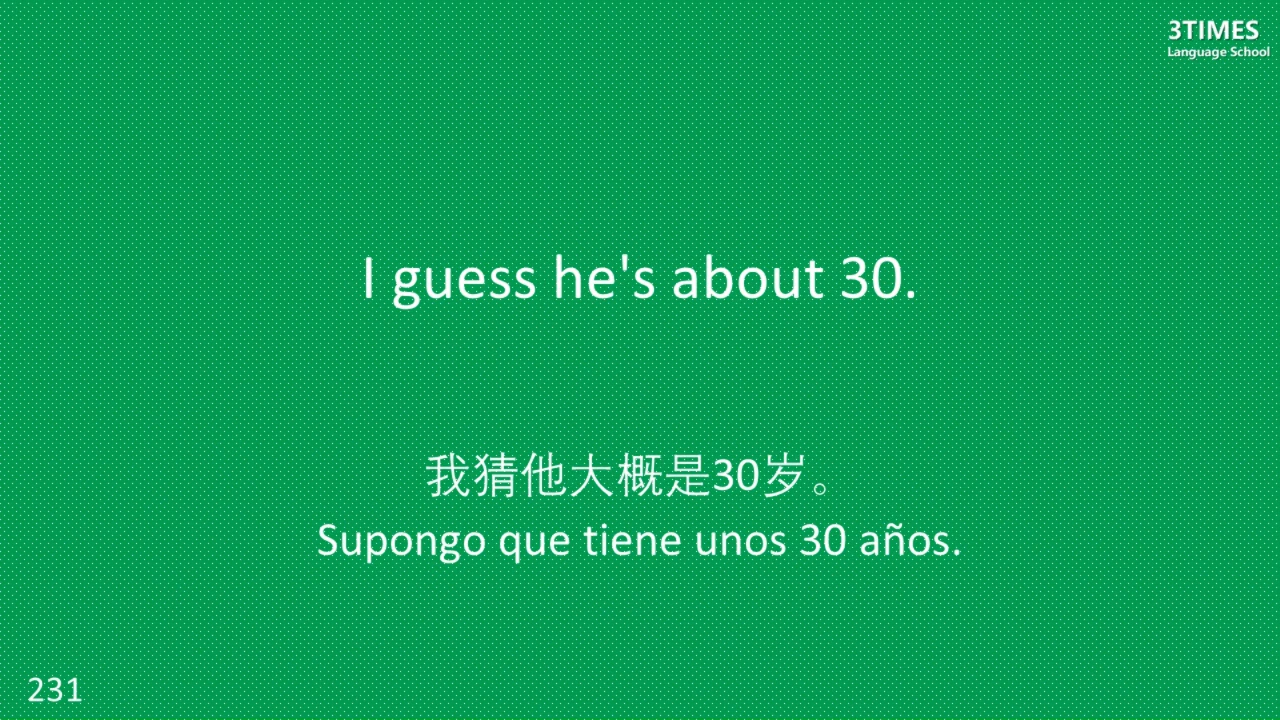 3TIMES
Language School
I guess he's about 30.
我猜他大概是30岁。
Supongo que tiene unos 30 años.
231